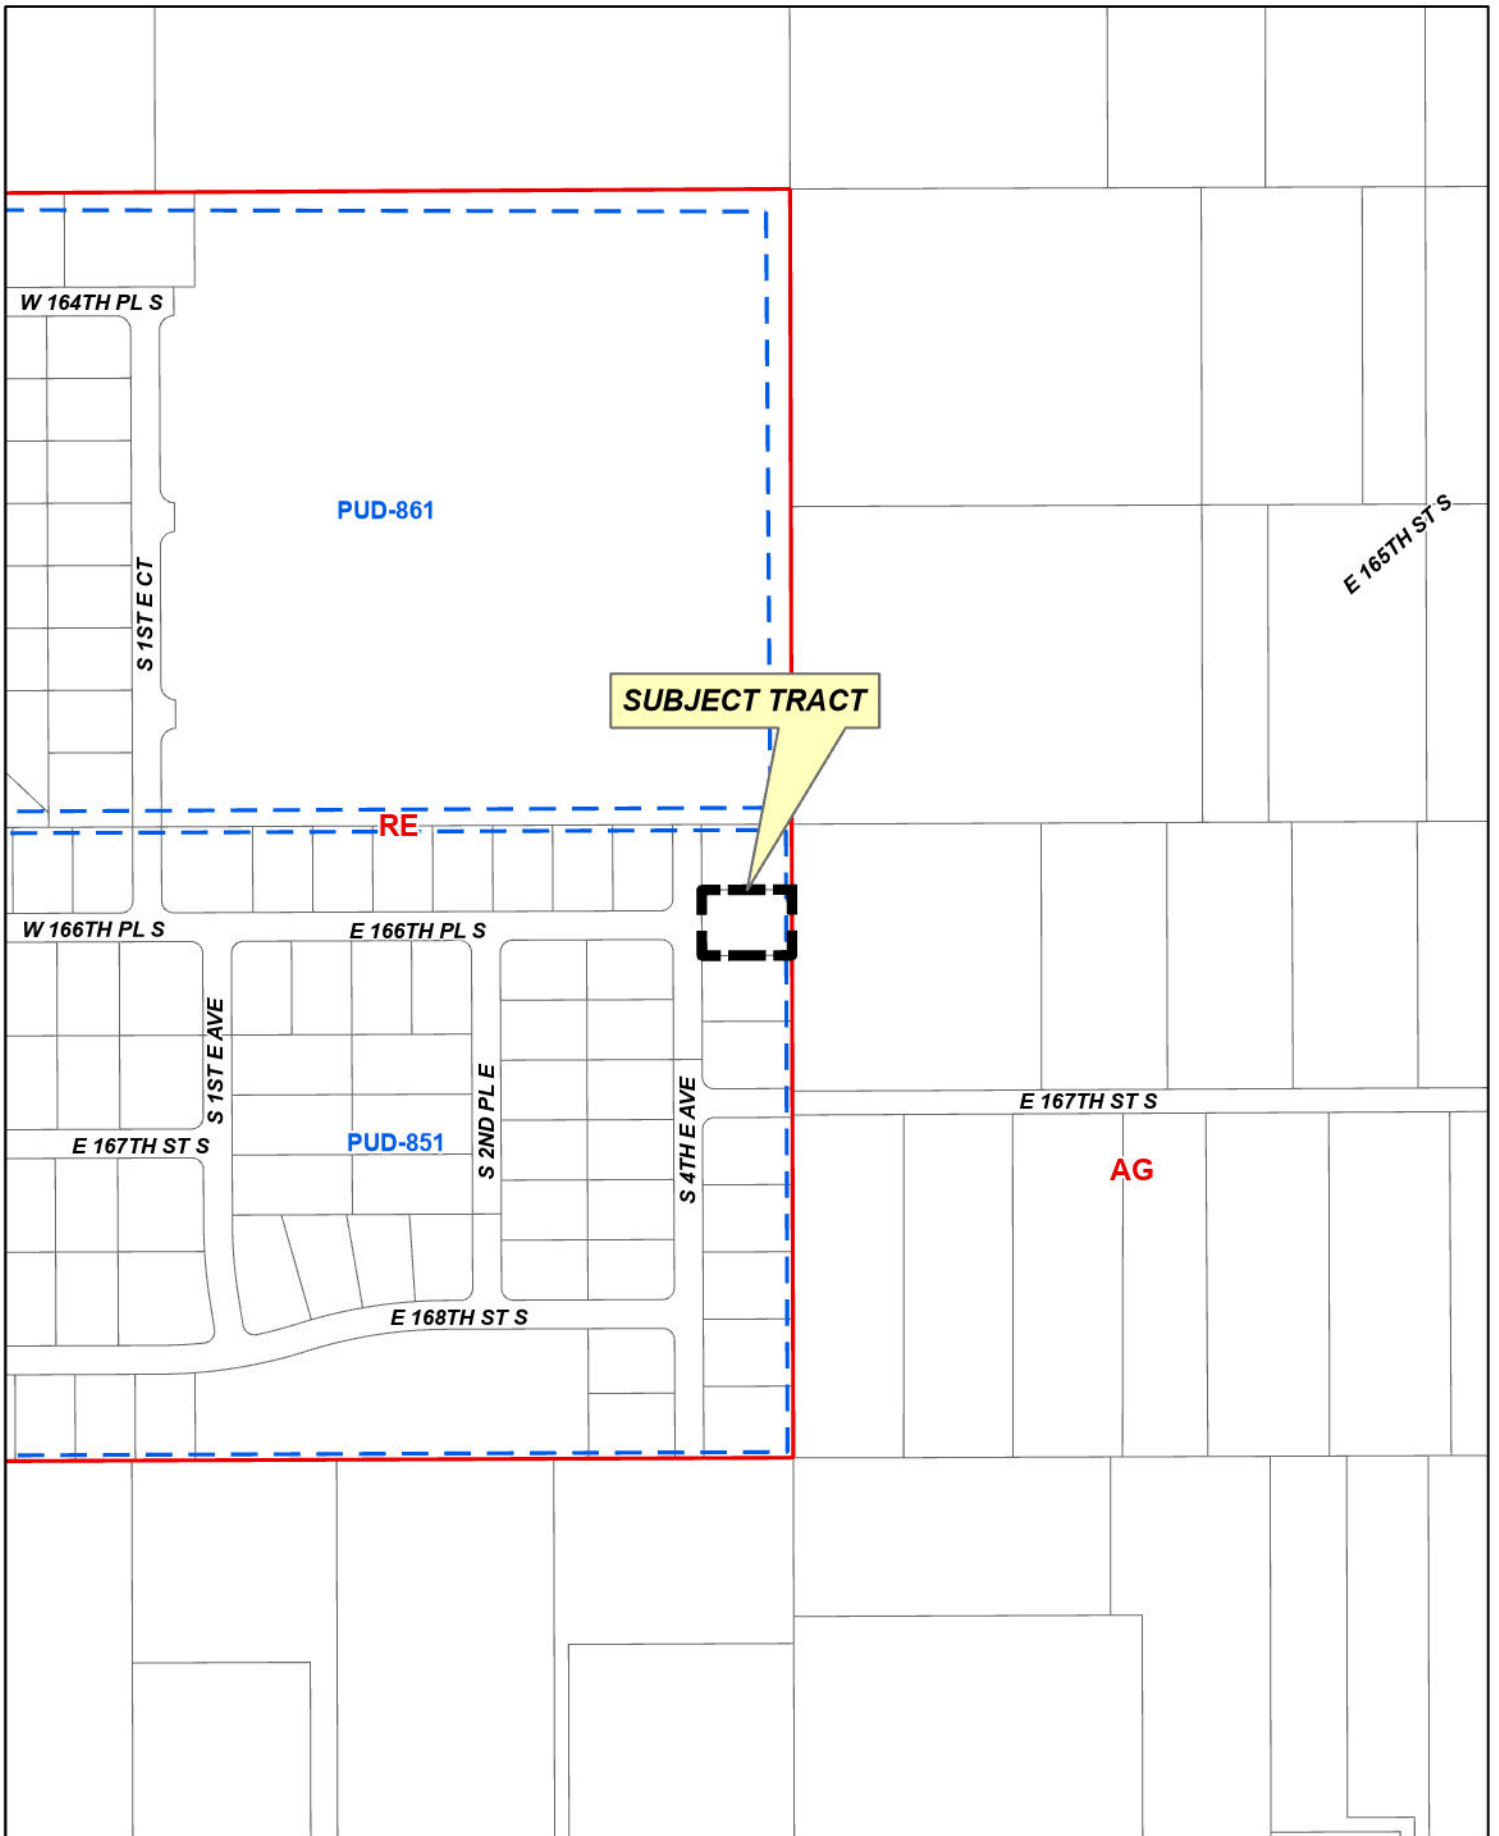 W 164TH PL S
PUD-861
E 165TH ST S
S 1ST E CT
SUBJECT TRACT
RE
W 166TH PL S
E 166TH PL S
S 1ST E AVE
S 2ND PL E
S 4TH E AVE
E 167TH ST S
E 167TH ST S
PUD-851
AG
E 168TH ST S